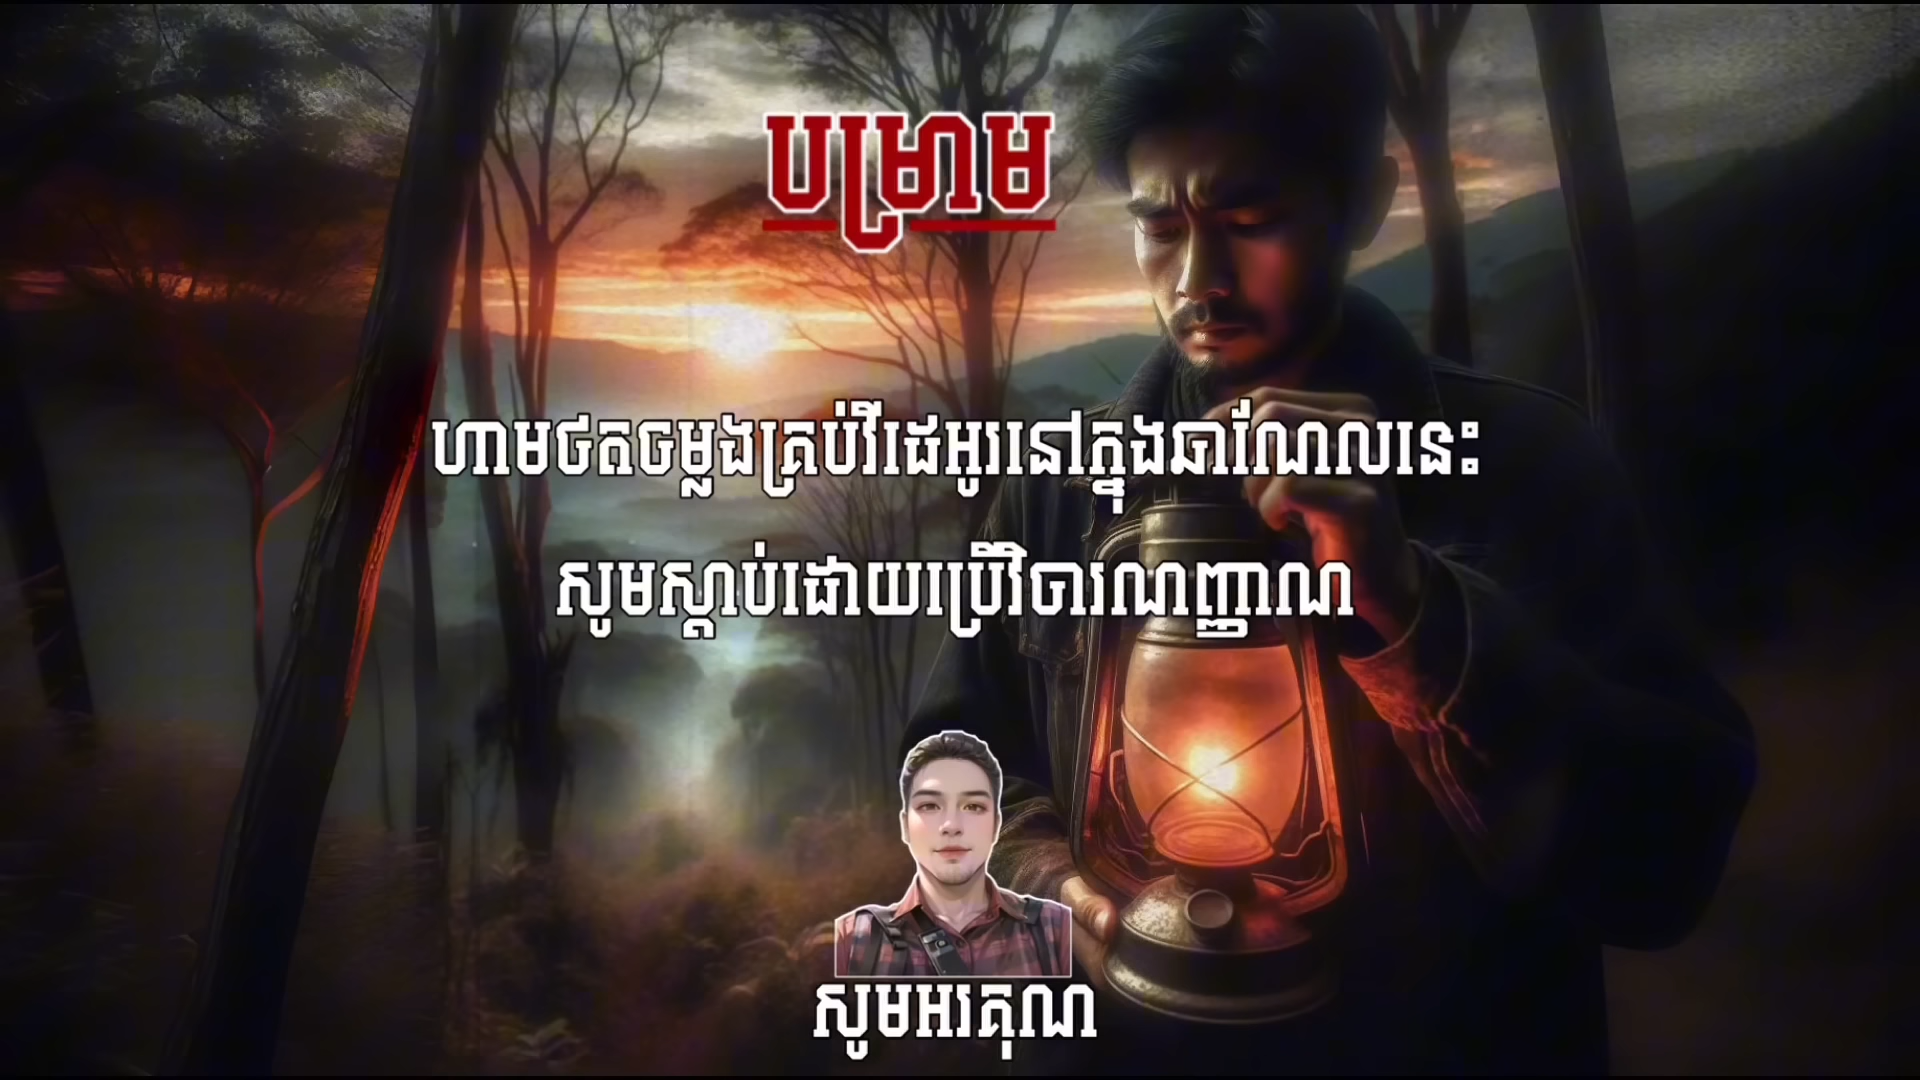 បម្រាម
ហាមថតចម្លងគ្រប់វីដេអូរនៅក្នុងឆាណែលនេះ
សូមស្តាប់ដោយប្រើវិចារណញ្ញាណ
សូមអរគុណ